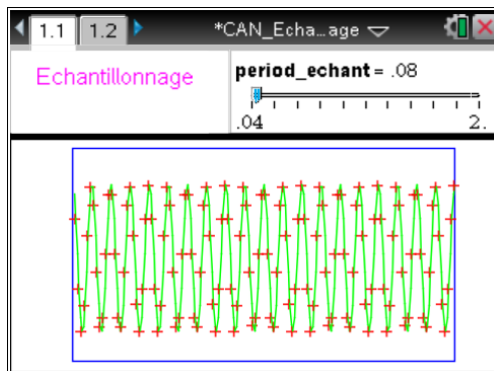 1.1 1.2 *CAN_Echa…age
Echantillonnage
period_echant = .08
.04 2.